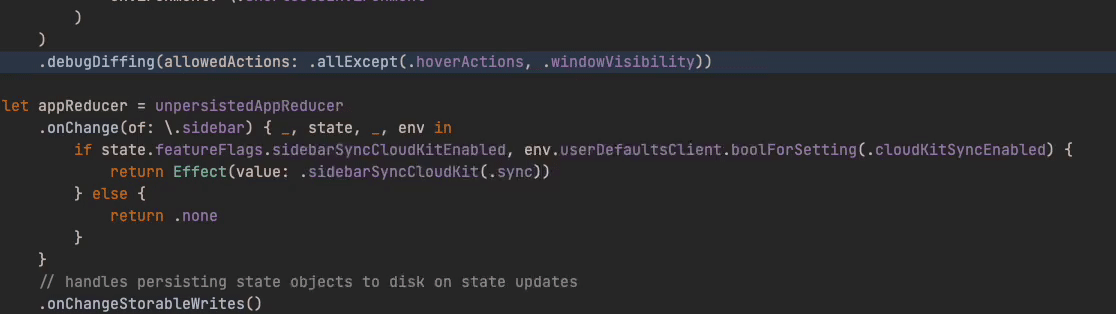 )
)
.debugDiffing(allowedActions: .allExcept(.hoverActions, .windowVisibility))
let appReducer = unpersistedAppReducer
.onChange(of: \.sidebar) { _, state, _, env in
if state.featureFlags.sidebarSyncCloudKitEnabled, env.userDefaultsClient.boolForSetting(.cloudKitSyncEnabled) {
return Effect(value: .sidebarSyncCloudKit(.sync))
} else {
return .none
}
}
// handles persisting state objects to disk on state updates
.onChangeStorableWrites()